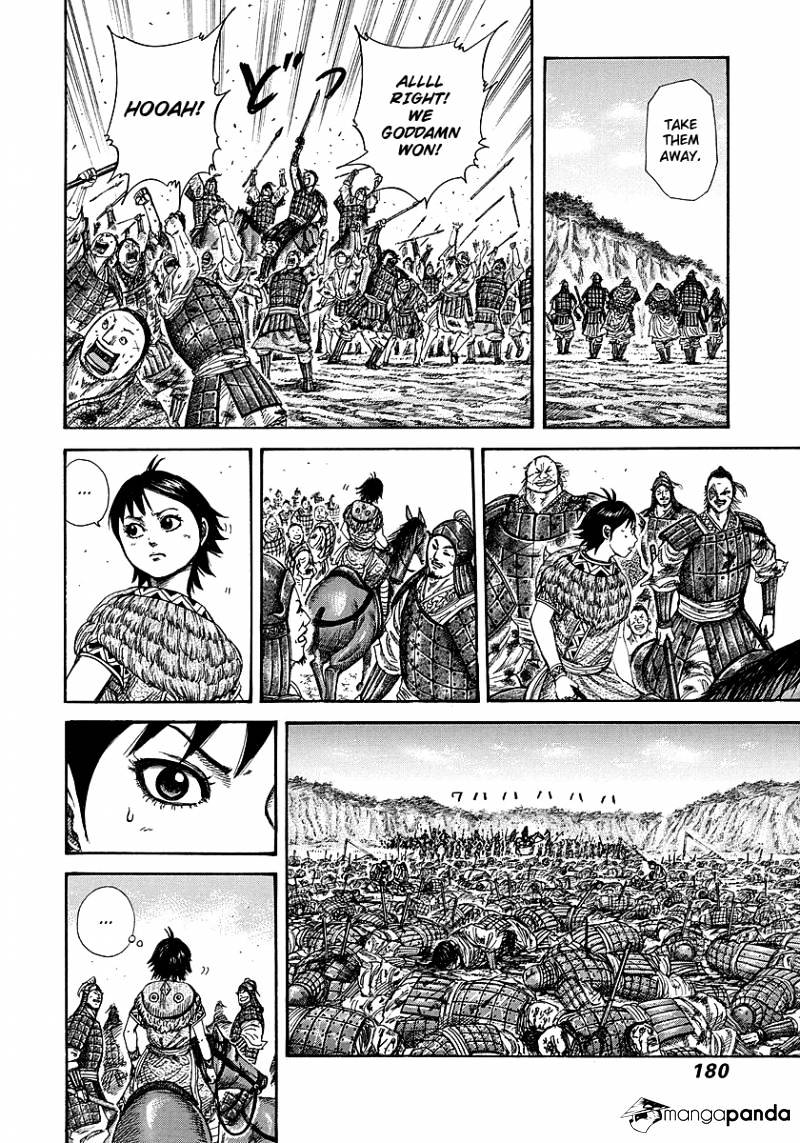 TAKE
THEM
AWAY.
ALLLL
RIGHT!
WE
GODDAMN
WON!
どっ
HOOAH!
...
ワハハハハハ
...
180
mangapanda